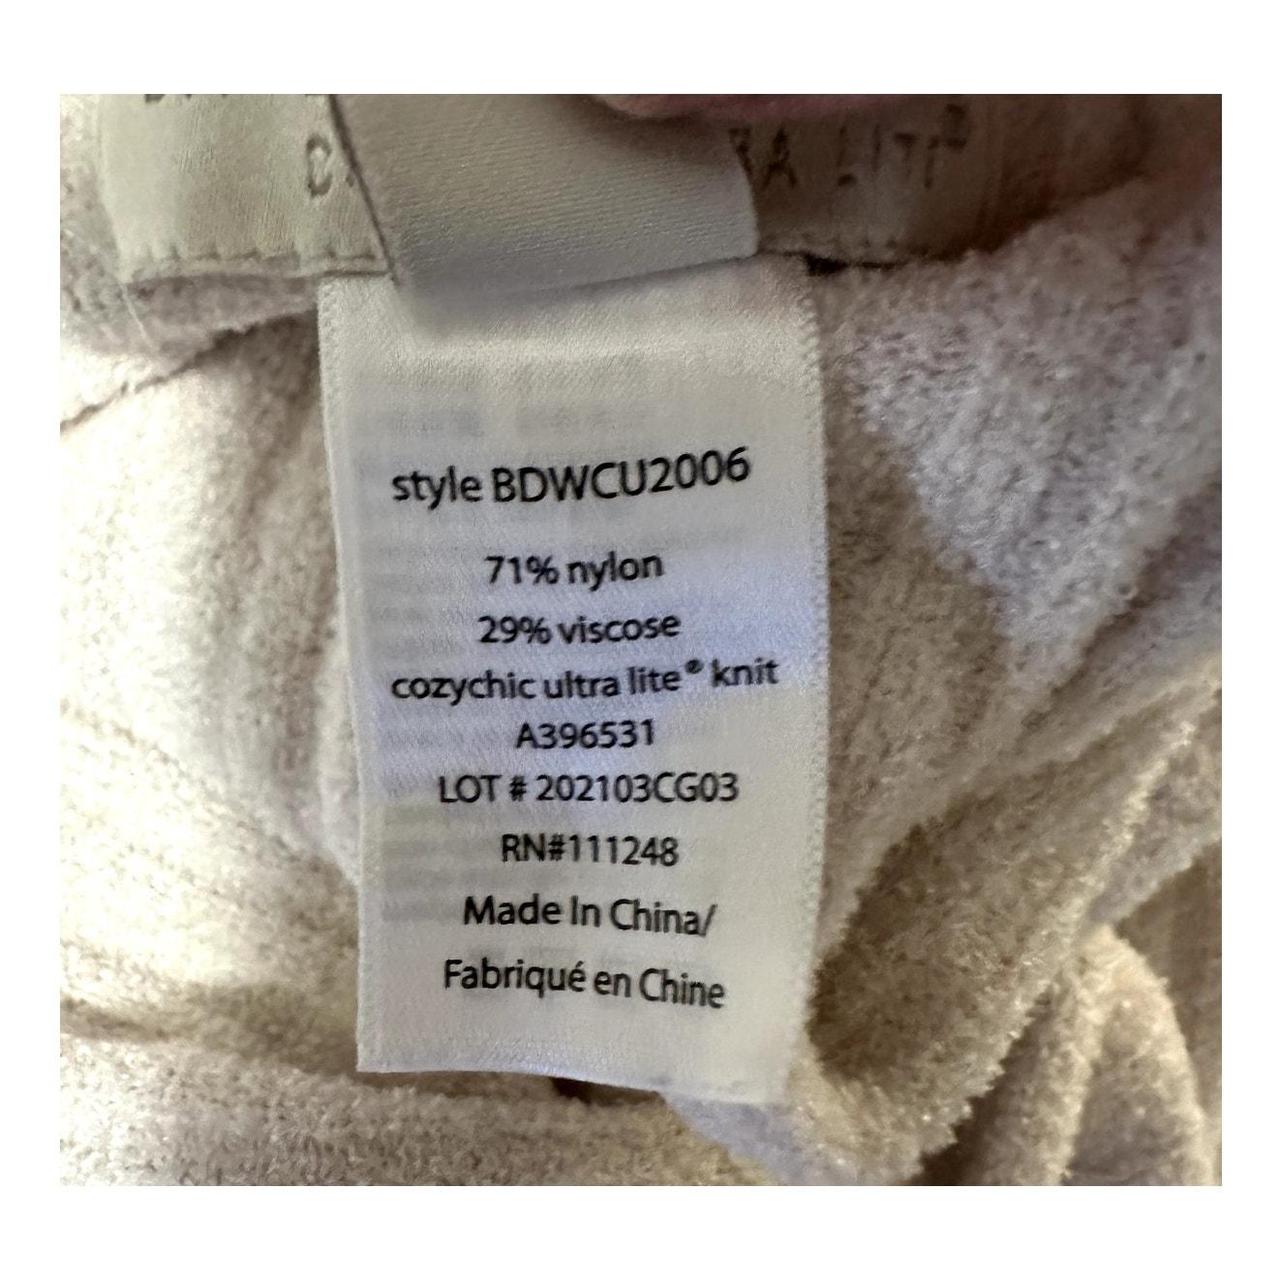 LITE
style BDWCU2006
71% nylon
29% viscose
cozychic ultra lite® knit
A396531
LOT # 202103CG03
RN#111248
Made In China/
Fabriqué en Chine